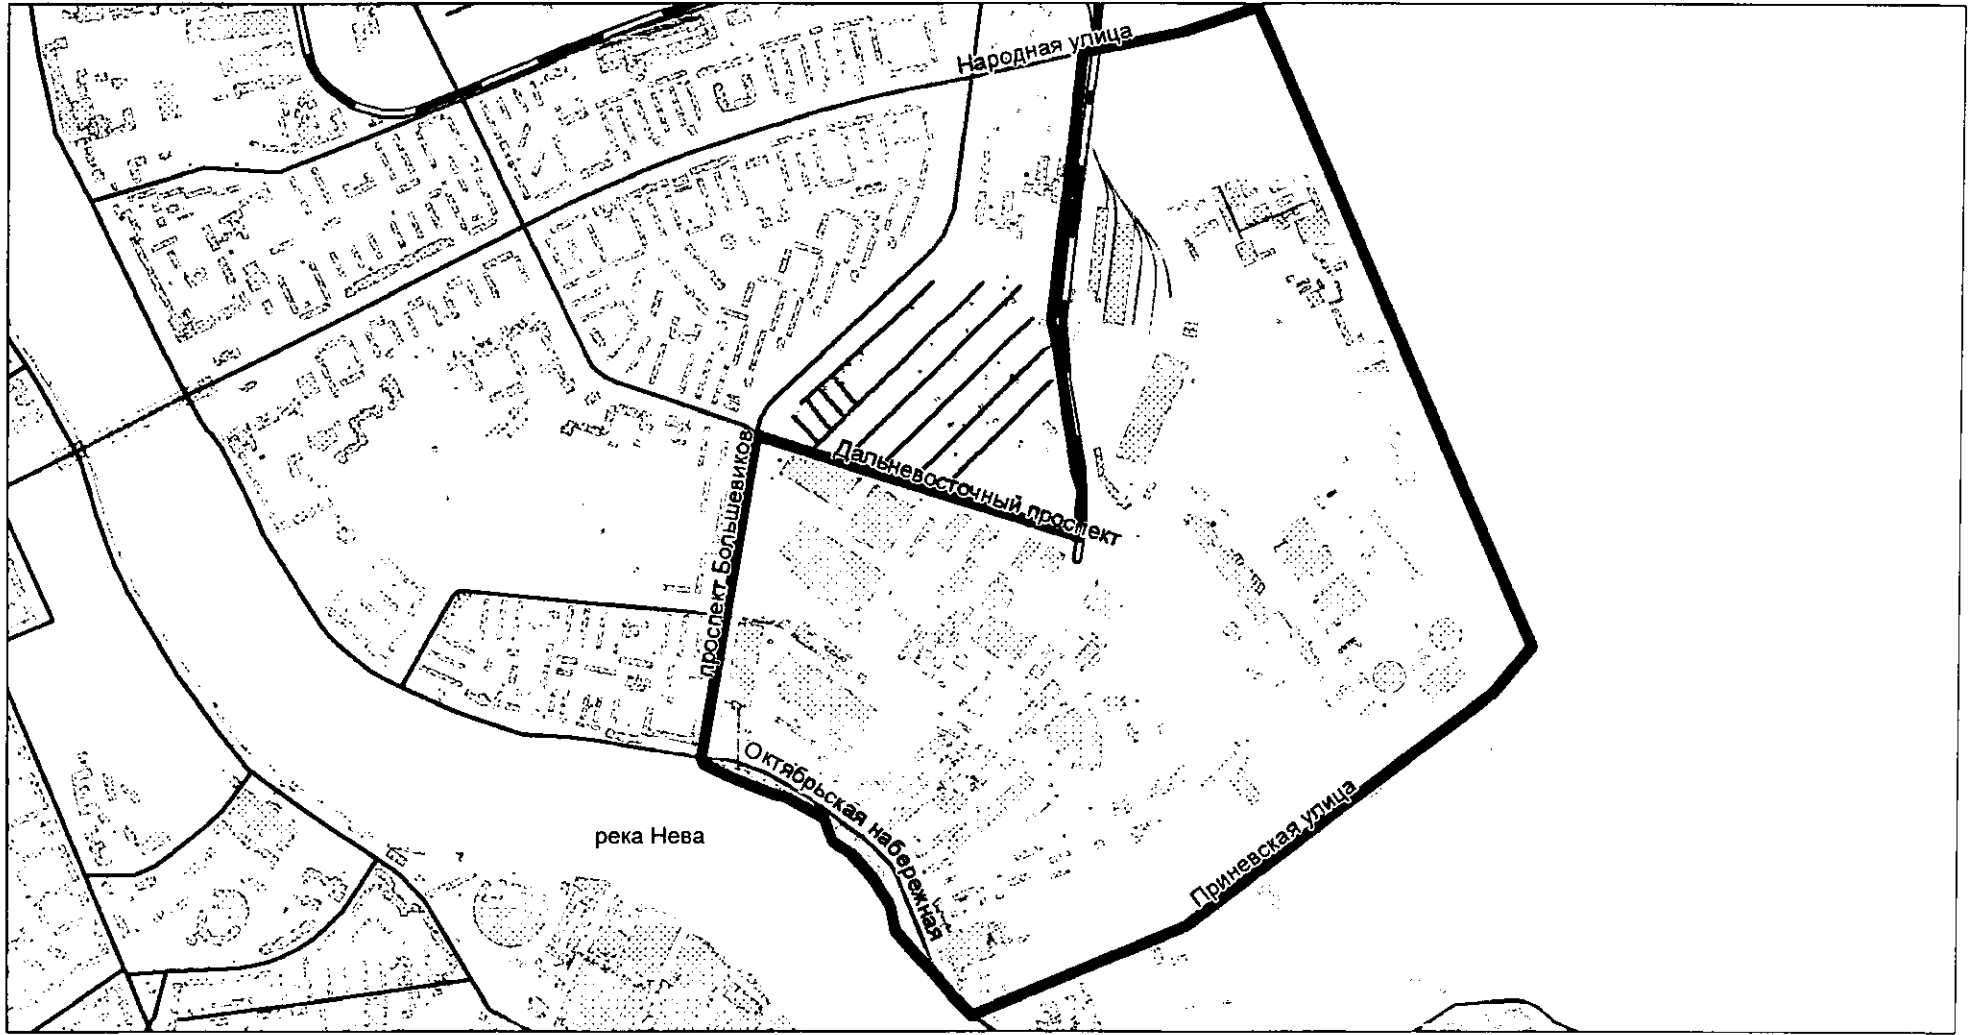 Народная улица
Дальневосточный проспект
проспект Большевиков
Октябрьская набережная
река Нева
Приневская улица